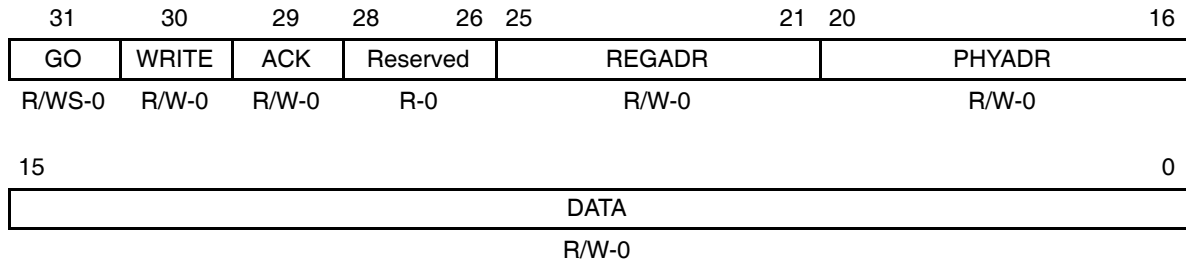 31 30 29 28 26 25 21 20 16
GO WRITE ACK Reserved REGADR PHYADR
R/WS-0 R/W-0 R/W-0 R-0 R/W-0 R/W-0
15 0
DATA
R/W-0